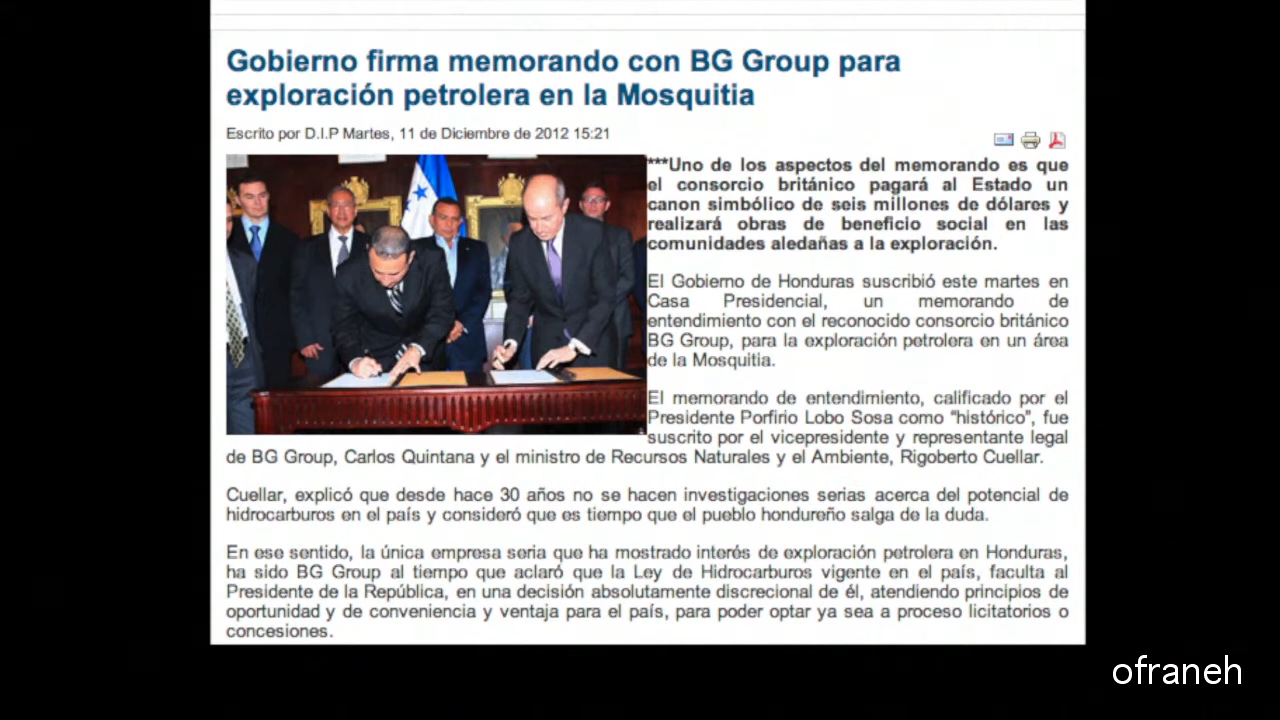 Gobierno firma memorando con BG Group para
exploración petrolera en la Mosquitia
Escrito por D.I.P Martes, 11 de Diciembre de 2012 15:21
***Uno de los aspectos del memorando es que
el consorcio británico pagará al Estado un
canon simbólico de seis millones de dólares y
realizará obras de beneficio social en las
comunidades aledañas a la exploración.
El Gobierno de Honduras suscribió este martes en
Casa Presidencial, un memorando de
entendimiento con el reconocido consorcio británico
BG Group, para la exploración petrolera en un área
de la Mosquitia.
El memorando de entendimiento, calificado por el
Presidente Porfirio Lobo Sosa como “histórico”, fue
suscrito por el vicepresidente y representante legal
de BG Group, Carlos Quintana y el ministro de Recursos Naturales y el Ambiente, Rigoberto Cuellar.
Cuellar, explicó que desde hace 30 años no se hacen investigaciones serias acerca del potencial de
hidrocarburos en el país y consideró que es tiempo que el pueblo hondureño salga de la duda.
En ese sentido, la única empresa seria que ha mostrado interés de exploración petrolera en Honduras,
ha sido BG Group al tiempo que aclaró que la Ley de Hidrocarburos vigente en el país, faculta al
Presidente de la República, en una decisión absolutamente discrecional de él, atendiendo principios de
oportunidad y de conveniencia y ventaja para el país, para poder optar ya sea a proceso licitatorios o
concesiones.
ofraneh